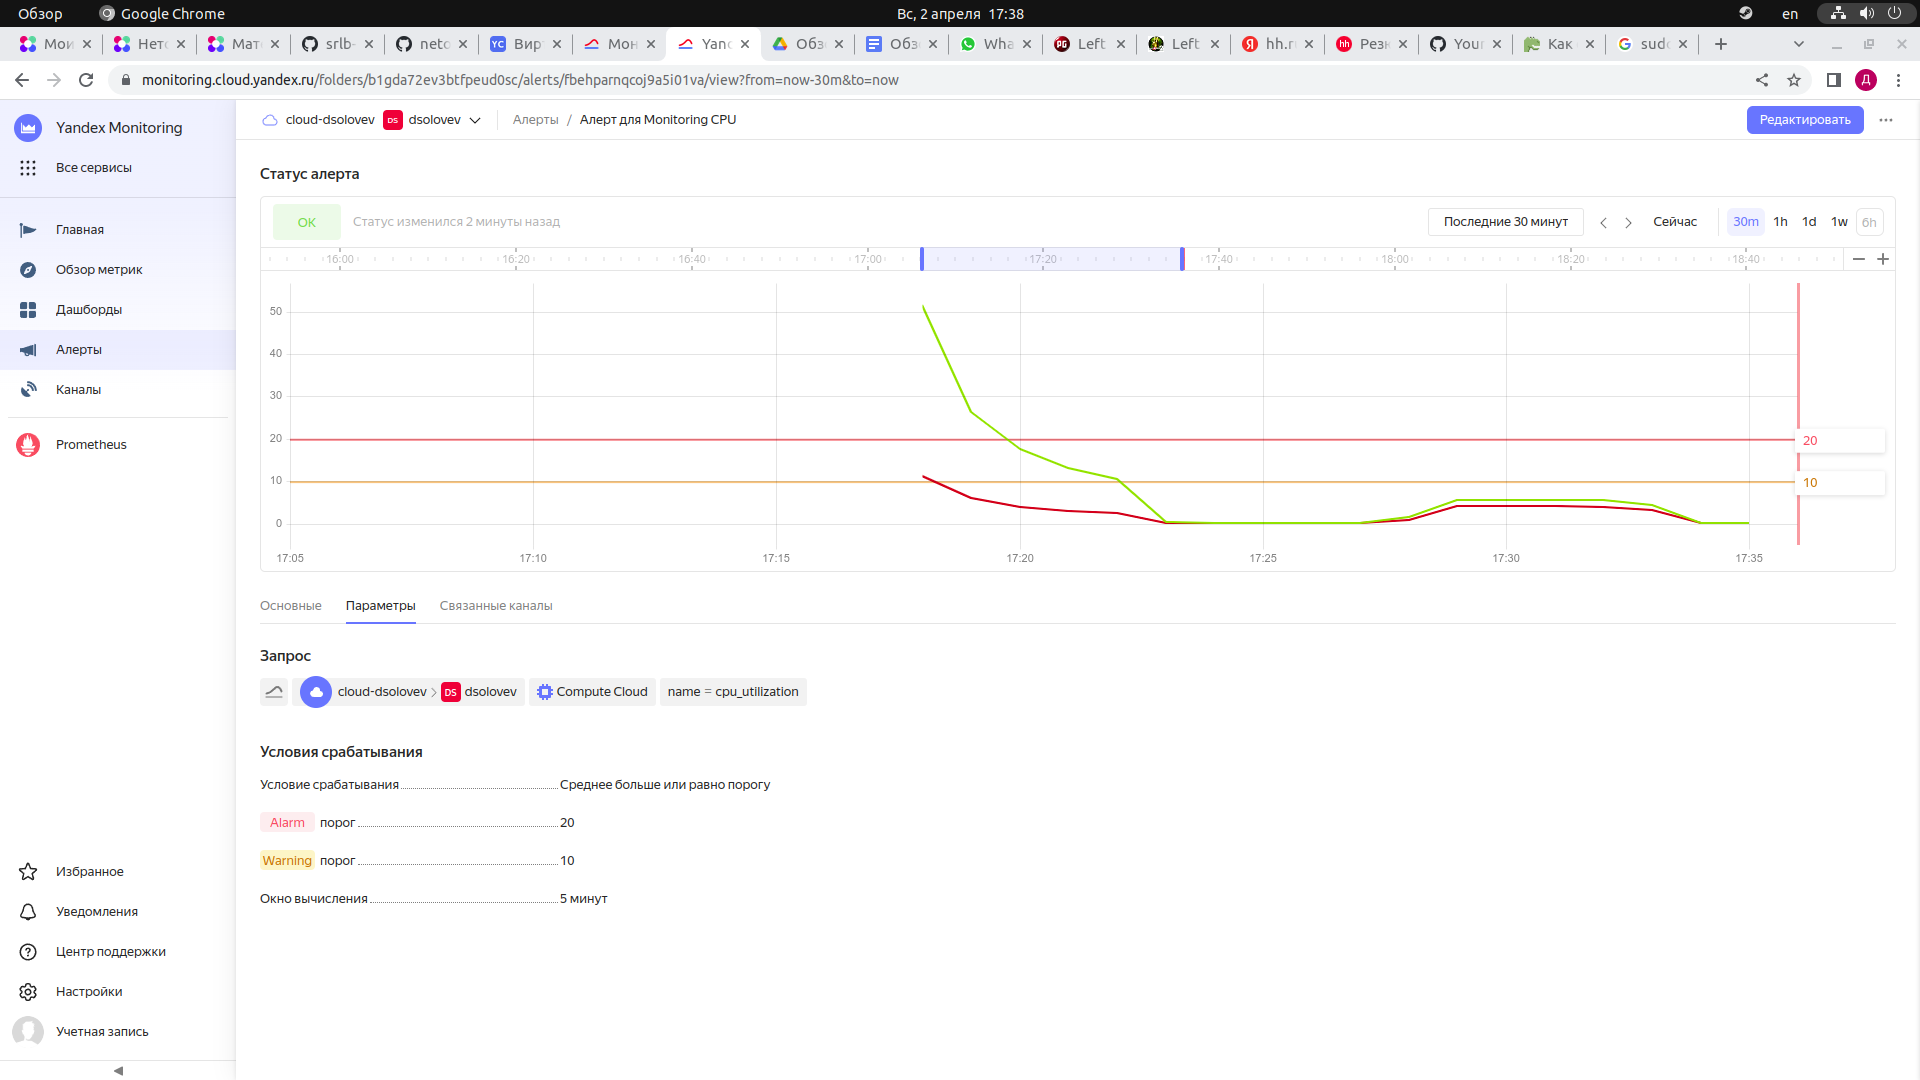 Обзор
Google Chrome
Вс, 2 апреля 17:38
en
Мои
Нето
Мате
srlb-
neto
Вирт
Мон
Yand
Обз
Обз
Wha
Left
Left
hh.r
Резю
Your
Как
sudo
monitoring.cloud.yandex.ru/folders/b1gda72ev3btfpeud0sc/alerts/fbehparnqcoj9a5i01va/view?from=now-30m&to=now
Д
Yandex Monitoring
Все сервисы
Главная
Обзор метрик
Дашборды
Алерты
Каналы
Prometheus
Избранное
Уведомления
Центр поддержки
Настройки
Учетная запись
cloud-dsolovev DS dsolovev
Алерты / Алерт для Monitoring CPU
Редактировать
Статус алерта
OK Статус изменился 2 минуты назад
Последние 30 минут
Сейчас
30m 1h 1d 1w 6h
16:00 16:20 16:40 17:00 17:20 17:40 18:00 18:20 18:40
50
40
30
20
10
0
20
10
17:05 17:10 17:15 17:20 17:25 17:30 17:35
Основные Параметры Связанные каналы
Запрос
cloud-dsolovev DS dsolovev Compute Cloud name = cpu_utilization
Условия срабатывания
Условие срабатывания Среднее больше или равно порогу
Alarm порог 20
Warning порог 10
Окно вычисления 5 минут